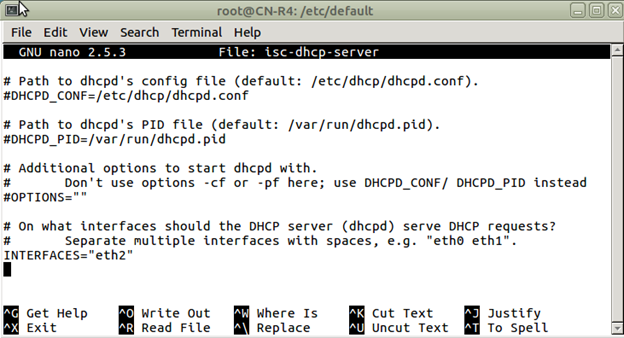 root@CN-R4: /etc/default
File Edit View Search Terminal Help
GNU nano 2.5.3 File: isc-dhcp-server
# Path to dhcpd's config file (default: /etc/dhcp/dhcpd.conf).
#DHCPD_CONF=/etc/dhcp/dhcpd.conf
# Path to dhcpd's PID file (default: /var/run/dhcpd.pid).
#DHCPD_PID=/var/run/dhcpd.pid
# Additional options to start dhcpd with.
#       Don't use options -cf or -pf here; use DHCPD_CONF/ DHCPD_PID instead
#OPTIONS=""
# On what interfaces should the DHCP server (dhcpd) serve DHCP requests?
#       Separate multiple interfaces with spaces, e.g. "eth0 eth1".
INTERFACES="eth2"
^G Get Help ^O Write Out ^W Where Is ^K Cut Text ^J Justify
^X Exit ^R Read File ^\ Replace ^U Uncut Text ^T To Spell